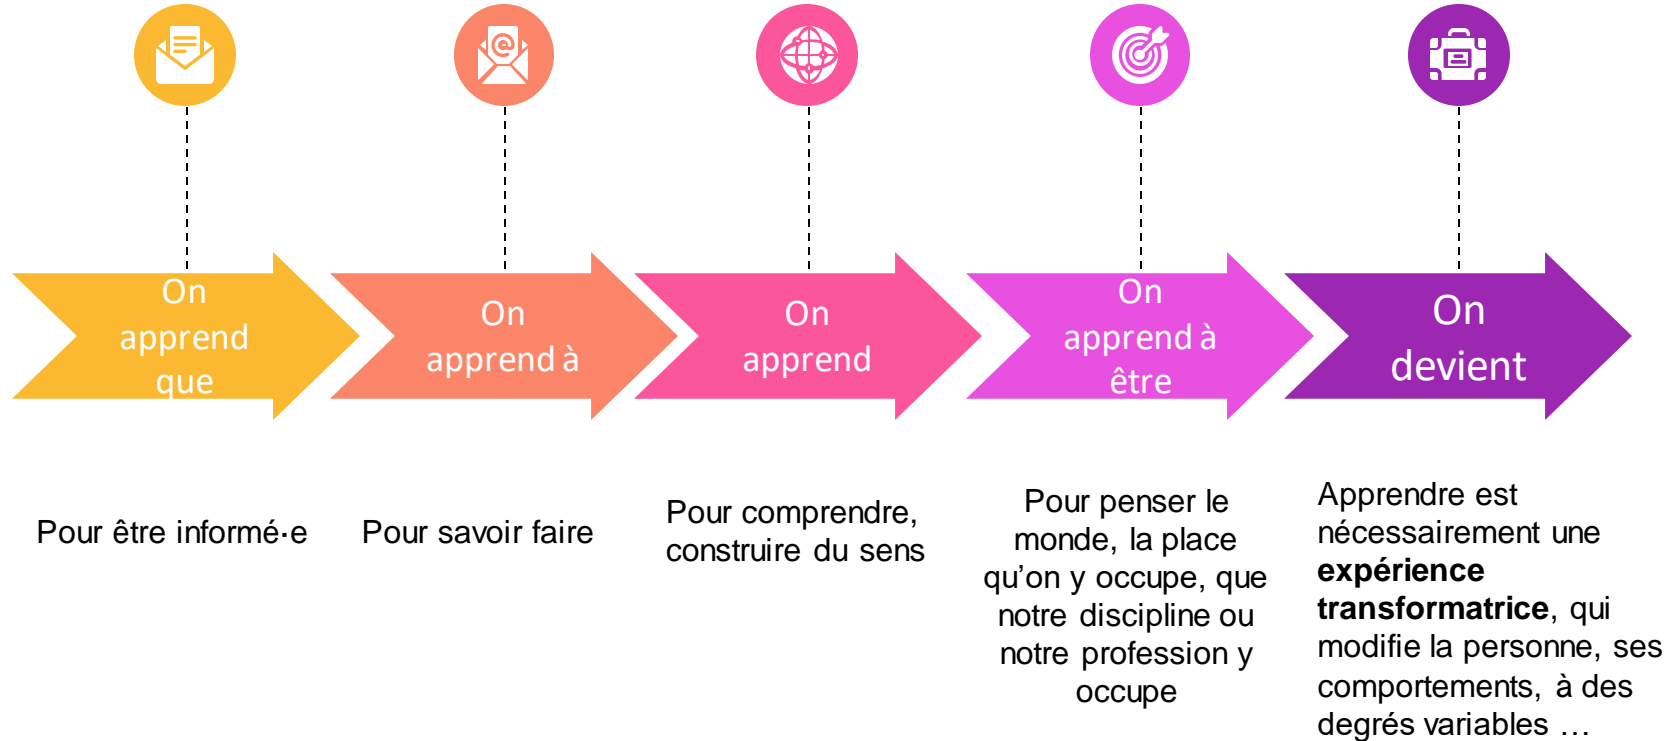 On
apprend
que
On
apprend à
On
apprend
On
apprend à
être
On
devient
Pour être informé·e
Pour savoir faire
Pour comprendre,
construire du sens
Pour penser le
monde, la place
qu’on y occupe, que
notre discipline ou
notre profession y
occupe
Apprendre est
nécessairement une
expérience
transformatrice, qui
modifie la personne, ses
comportements, à des
degrés variables …